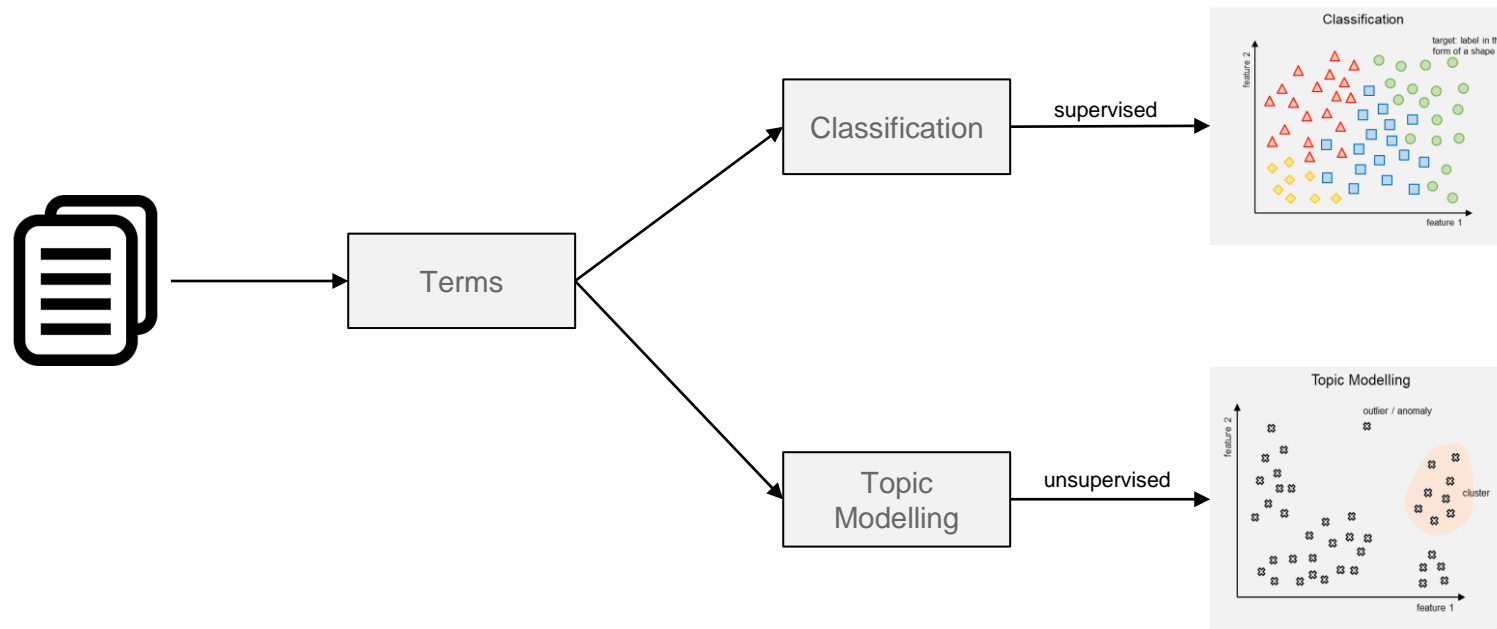 Terms
Classification
supervised
Classification
target: label in th
form of a shape
feature 2
feature 1
Topic
Modelling
unsupervised
Topic Modelling
outlier / anomaly
feature 2
cluster
feature 1